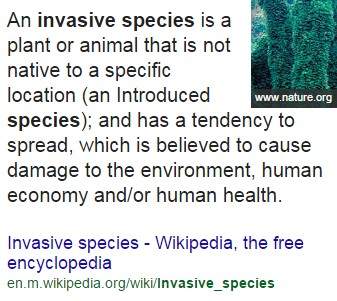 An invasive species is a
plant or animal that is not
native to a specific
location (an Introduced
www.nature.org
species); and has a tendency to
spread, which is believed to cause
damage to the environment, human
economy and/or human health.
Invasive species - Wikipedia, the free
encyclopedia
en.m.wikipedia.org/wiki/Invasive_species